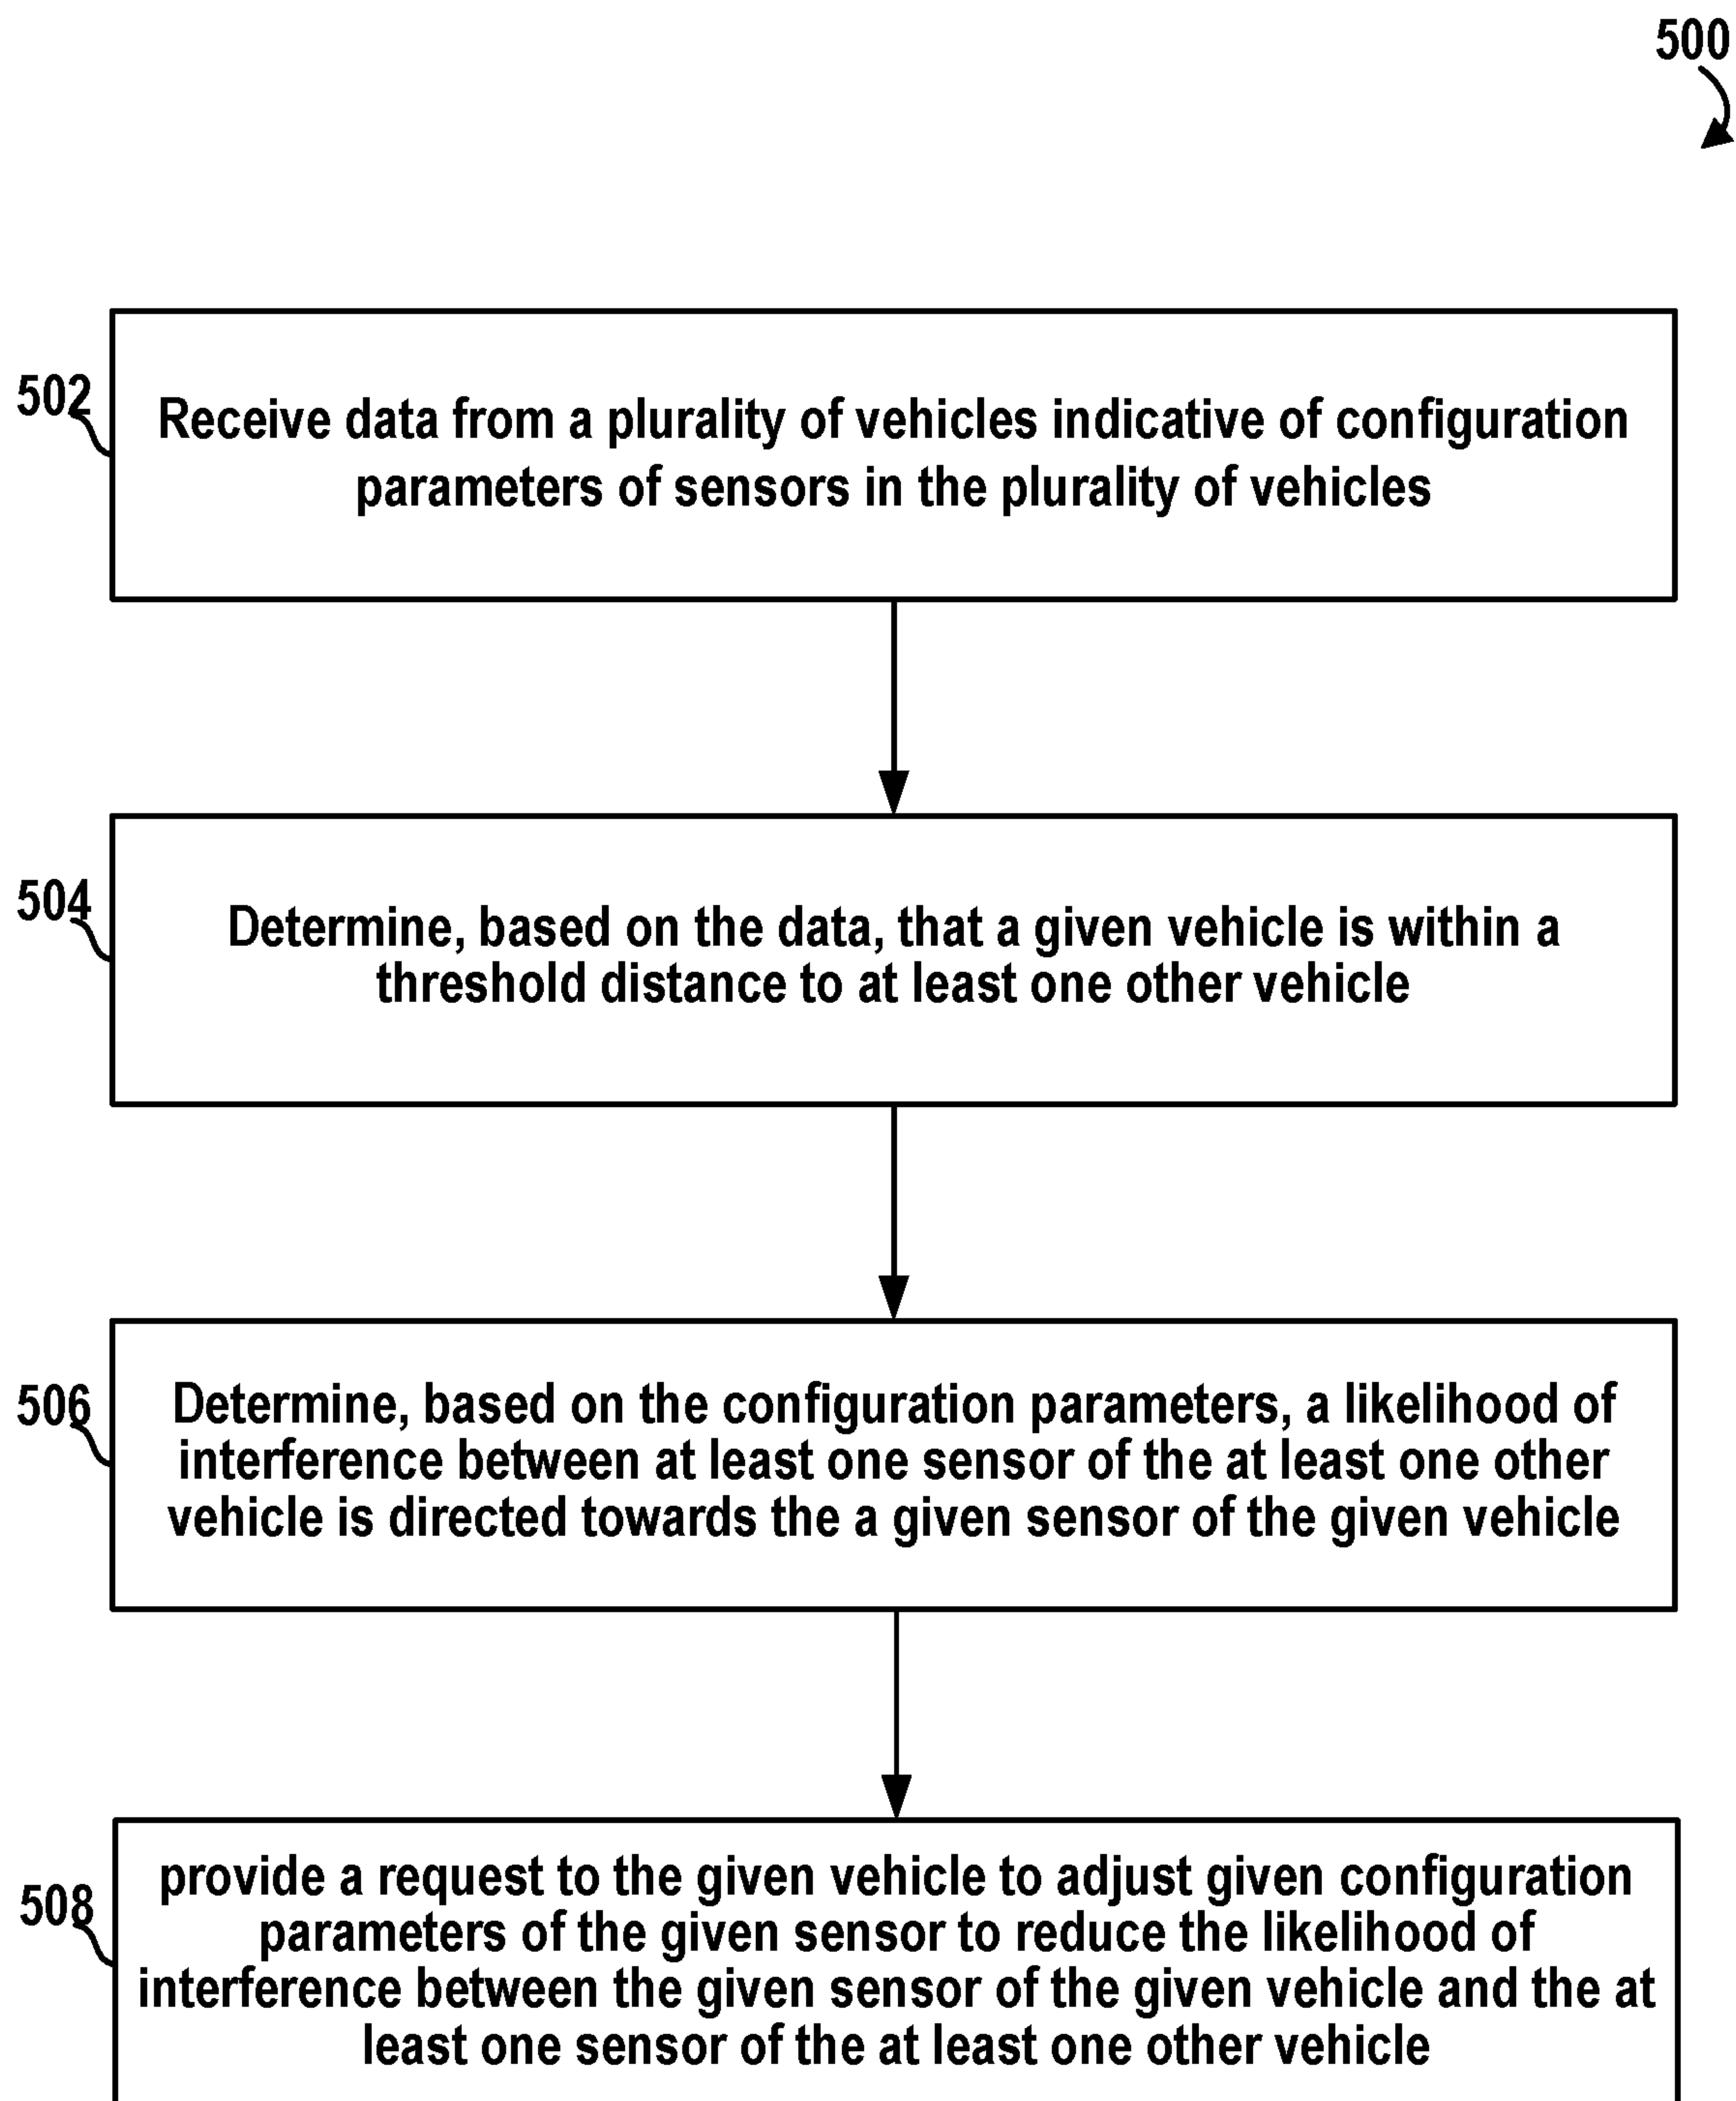 500
502
Receive data from a plurality of vehicles indicative of configuration
parameters of sensors in the plurality of vehicles
504
Determine, based on the data, that a given vehicle is within a
threshold distance to at least one other vehicle
506
Determine, based on the configuration parameters, a likelihood of
interference between at least one sensor of the at least one other
vehicle is directed towards the a given sensor of the given vehicle
508
provide a request to the given vehicle to adjust given configuration
parameters of the given sensor to reduce the likelihood of
interference between the given sensor of the given vehicle and the at
least one sensor of the at least one other vehicle